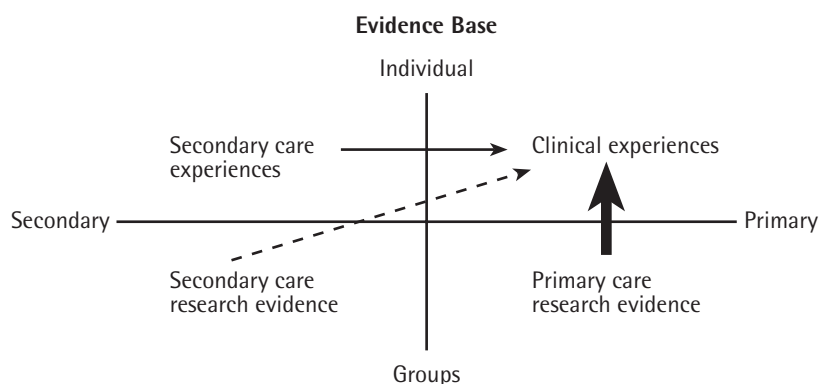 Evidence Base
Individual
Secondary care
experiences
Clinical experiences
Secondary
Primary
Secondary care
research evidence
Primary care
research evidence
Groups